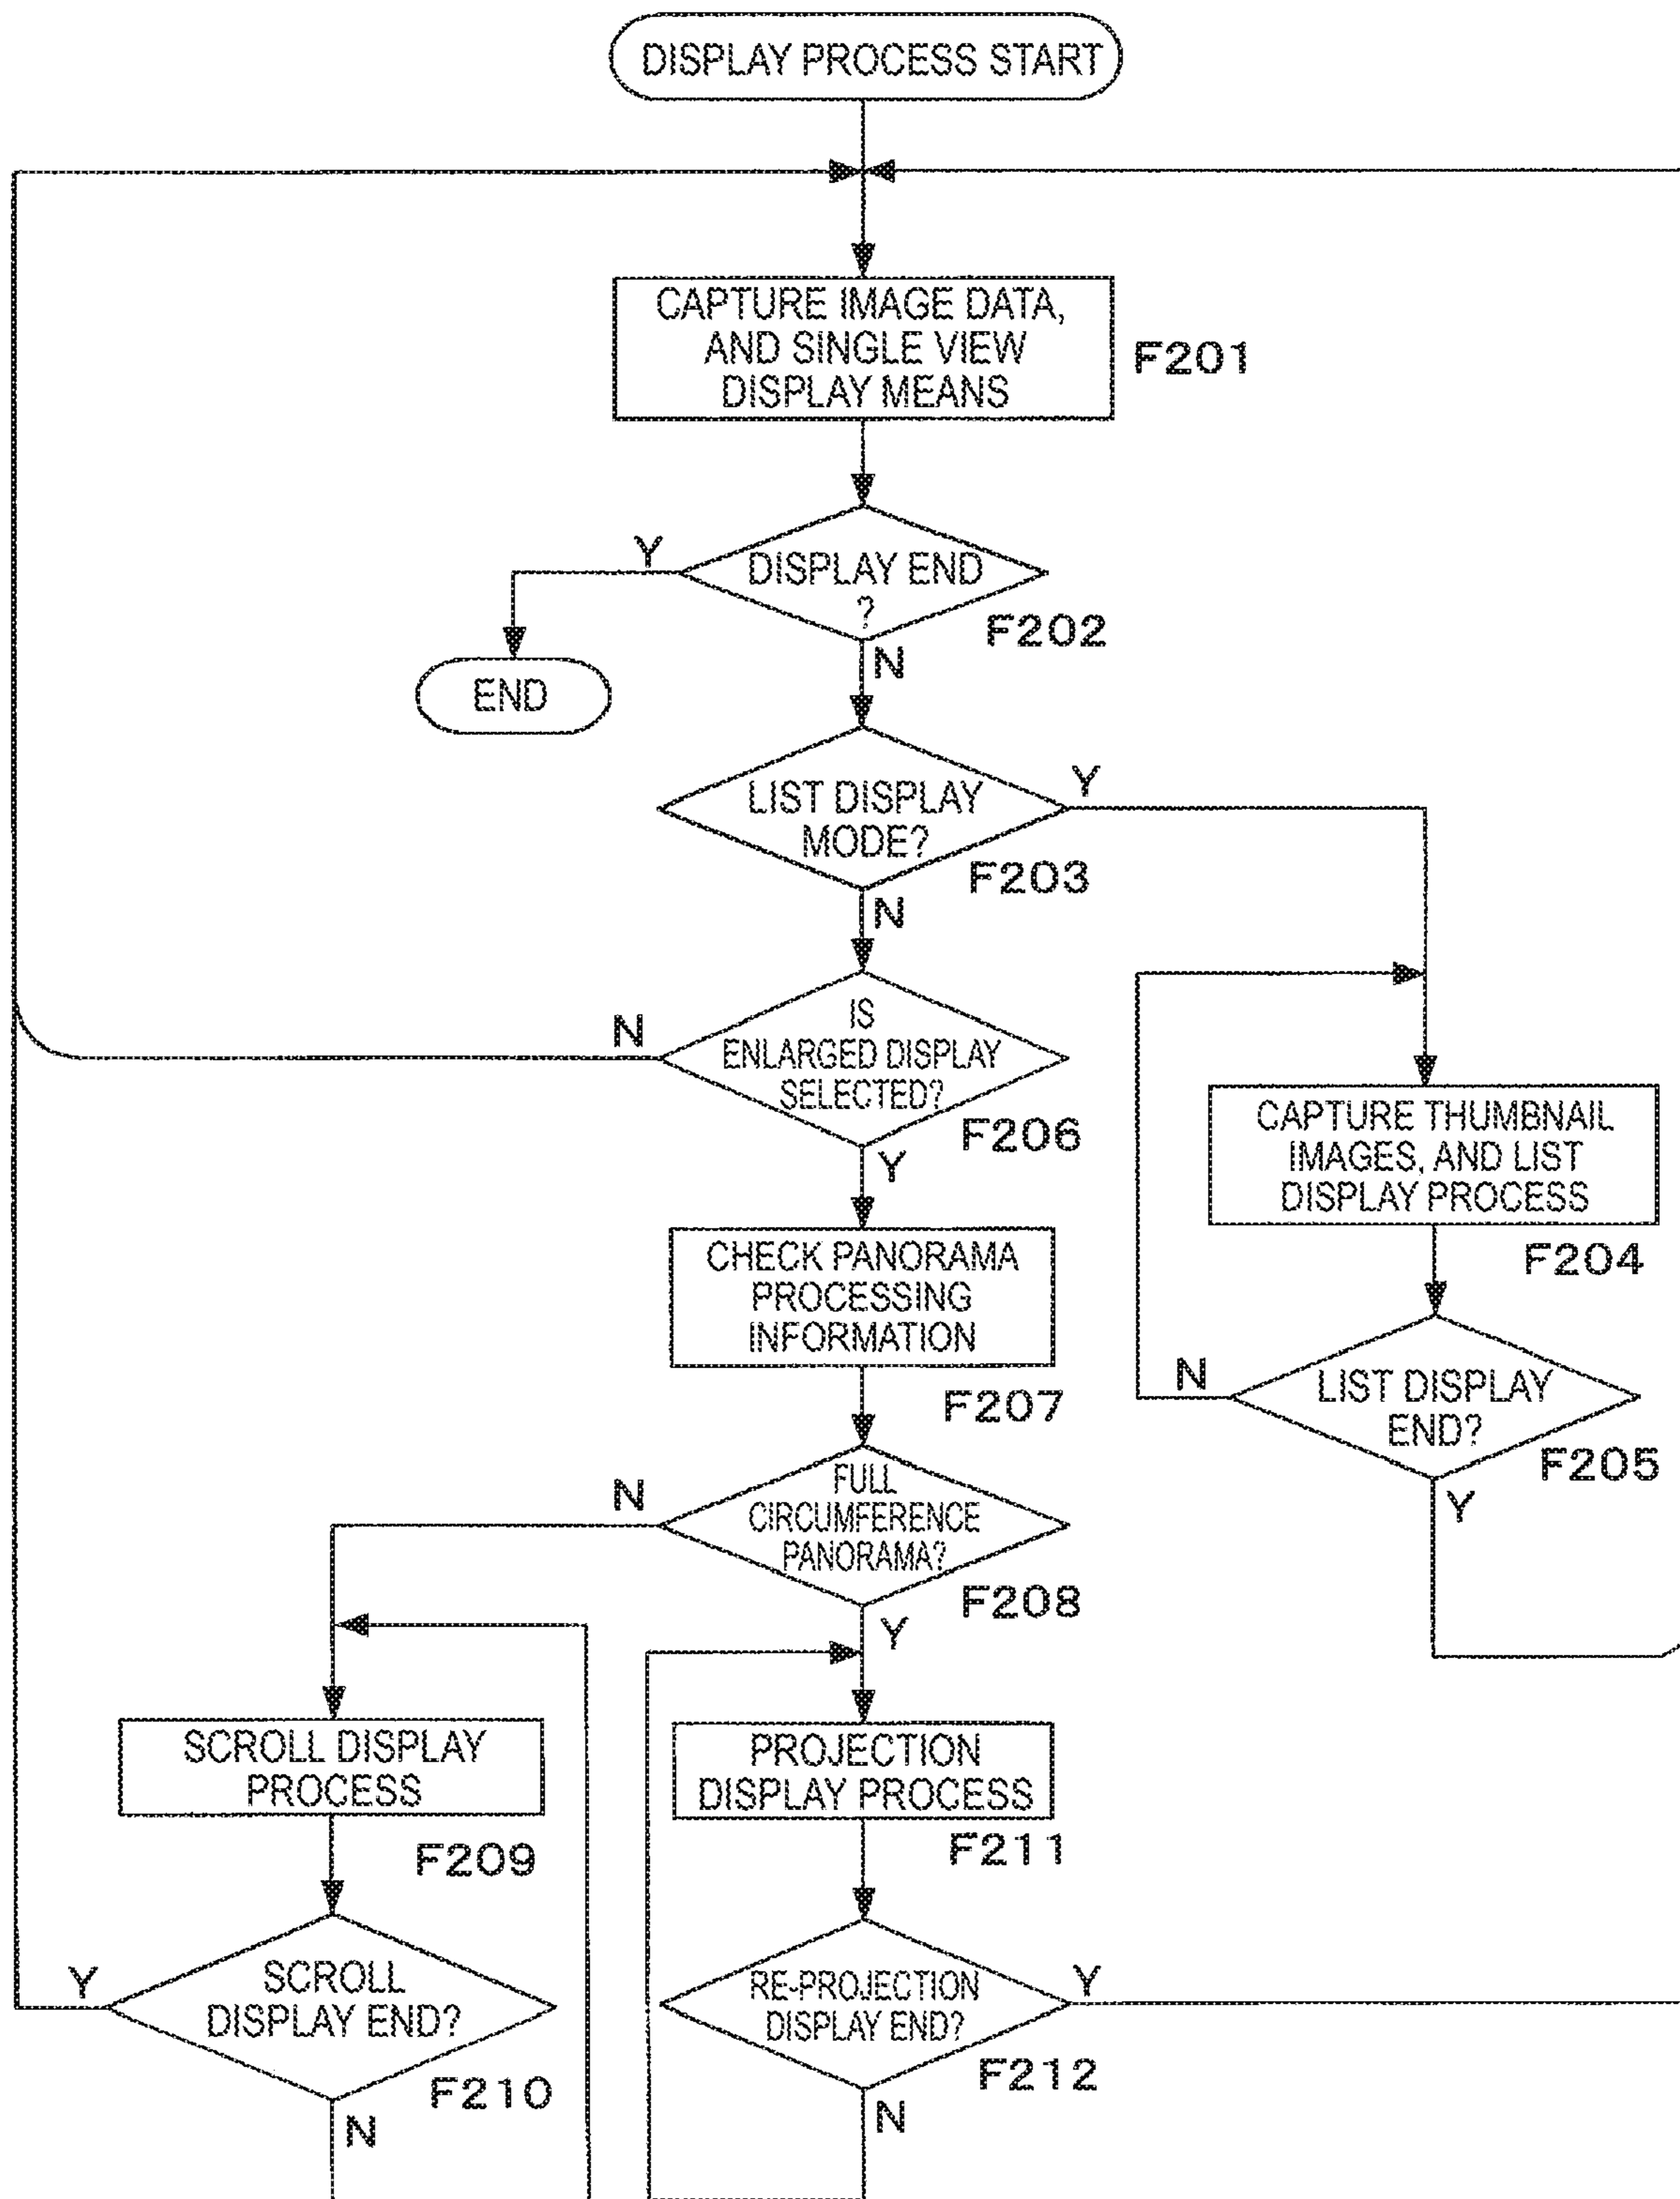 DISPLAY PROCESS START
CAPTURE IMAGE DATA,
AND SINGLE VIEW
DISPLAY MEANS
F201
Y
DISPLAY END
?
F202
N
END
LIST DISPLAY
MODE?
Y
F203
N
IS
ENLARGED DISPLAY
SELECTED?
N
F206
Y
CAPTURE THUMBNAIL
IMAGES, AND LIST
DISPLAY PROCESS
F204
CHECK PANORAMA
PROCESSING
INFORMATION
F207
N
LIST DISPLAY
END?
F205
Y
N
FULL
CIRCUMFERENCE
PANORAMA?
F208
Y
SCROLL DISPLAY
PROCESS
F209
PROJECTION
DISPLAY PROCESS
F211
Y
SCROLL
DISPLAY END?
F210
N
RE-PROJECTION
DISPLAY END?
Y
F212
N